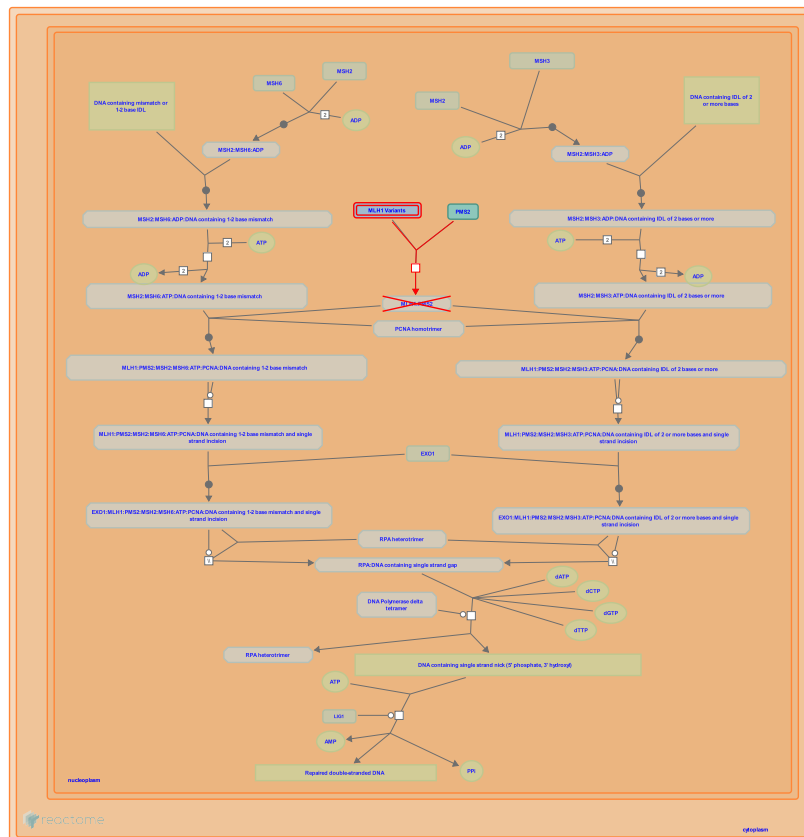 MSH3
MSH2
MSH6
DNA containing mismatch or
1-2 base IDL
DNA containing IDL of 2
or more bases
MSH2
2
ADP
2
ADP
MSH2:MSH6:ADP
MSH2:MSH3:ADP
MLH1 Variants
PMS2
MSH2:MSH6:ADP:DNA containing 1-2 base mismatch
MSH2:MSH3:ADP:DNA containing IDL of 2 bases or more
2
ATP
ATP
2
ADP
2
2
ADP
MSH2:MSH6:ATP:DNA containing 1-2 base mismatch
MSH2:MSH3:ATP:DNA containing IDL of 2 bases or more
PCNA homotrimer
MLH1:PMS2:MSH2:MSH6:ATP:PCNA:DNA containing 1-2 base mismatch
MLH1:PMS2:MSH2:MSH3:ATP:PCNA:DNA containing IDL of 2 bases or more
MLH1:PMS2:MSH2:MSH6:ATP:PCNA:DNA containing 1-2 base mismatch and single
strand incision
MLH1:PMS2:MSH2:MSH3:ATP:PCNA:DNA containing IDL of 2 or more bases and single
strand incision
EXO1
EXO1:MLH1:PMS2:MSH2:MSH6:ATP:PCNA:DNA containing 1-2 base mismatch and single
strand incision
EXO1:MLH1:PMS2:MSH2:MSH3:ATP:PCNA:DNA containing IDL of 2 or more bases and single
strand incision
RPA heterotrimer
RPA:DNA containing single strand gap
dATP
dCTP
dGTP
dTTP
DNA Polymerase delta
tetramer
RPA heterotrimer
DNA containing single strand nick (5' phosphate, 3' hydroxyl)
ATP
LIG1
AMP
Repaired double-stranded DNA
PPi
nucleoplasm
reactome
cytoplasm